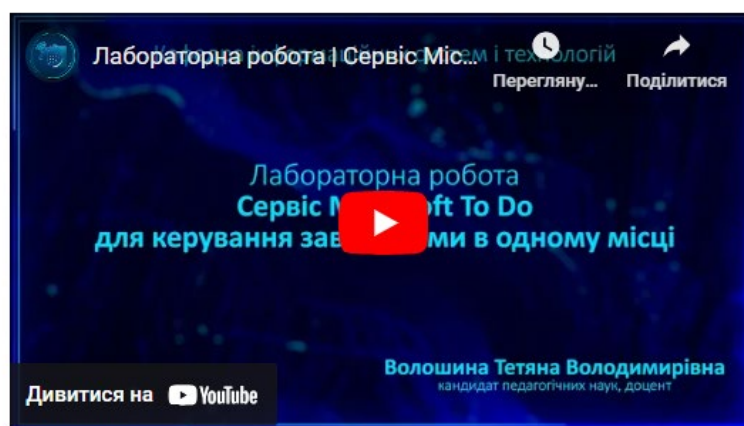 Лабораторна робота | Сервіс Міс...
Перегляну...
Поділитися
Лабораторна робота
Сервіс M oft To Do
для керування зав ми в одному місці
Волошина Тетяна Володимирівна
кандидат педагогічних наук, доцент
Дивитися на YouTube